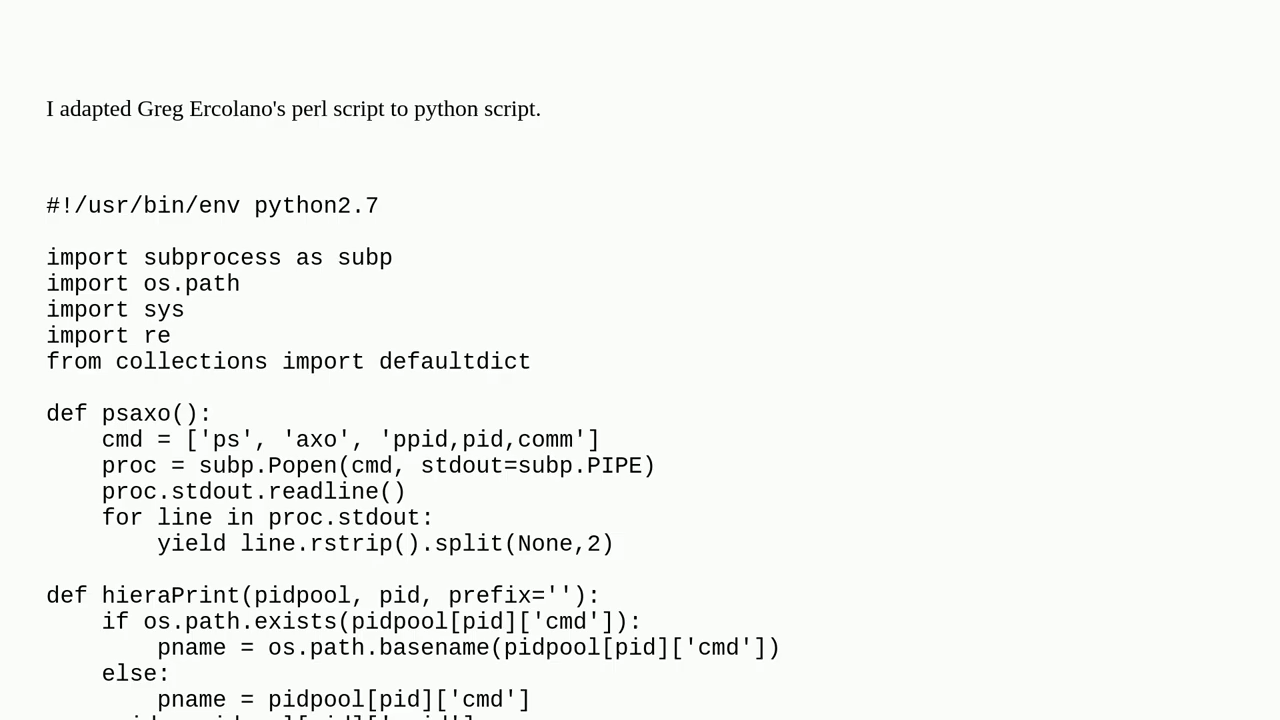 I adapted Greg Ercolano's perl script to python script.
#!/usr/bin/env python2.7
import subprocess as subp
import os.path
import sys
import re
from collections import defaultdict
def psaxo():
    cmd = ['ps', 'axo', 'ppid,pid,comm']
    proc = subp.Popen(cmd, stdout=subp.PIPE)
    proc.stdout.readline()
    for line in proc.stdout:
        yield line.rstrip().split(None,2)
def hieraPrint(pidpool, pid, prefix=''):
    if os.path.exists(pidpool[pid]['cmd']):
        pname = os.path.basename(pidpool[pid]['cmd'])
    else:
        pname = pidpool[pid]['cmd']